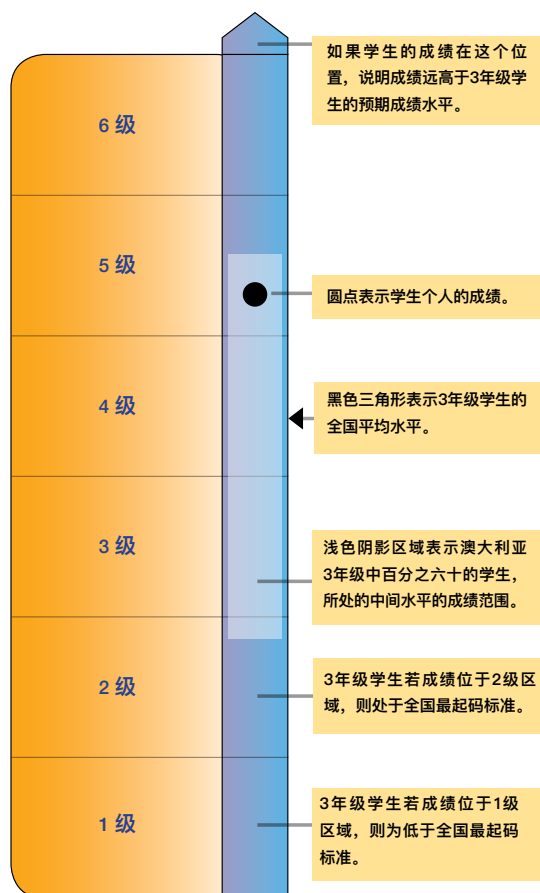 如果学生的成绩在这个位
置，说明成绩远高于3年级学
生的预期成绩水平。
6 级
5 级
圆点表示学生个人的成绩。
4 级
黑色三角形表示3年级学生的
全国平均水平。
3 级
浅色阴影区域表示澳大利亚
3年级中百分之六十的学生，
所处的中间水平的成绩范围。
2 级
3年级学生若成绩位于2级区
域，则处于全国最起码标准。
1 级
3年级学生若成绩位于1级
区域，则为低于全国最起码
标准。